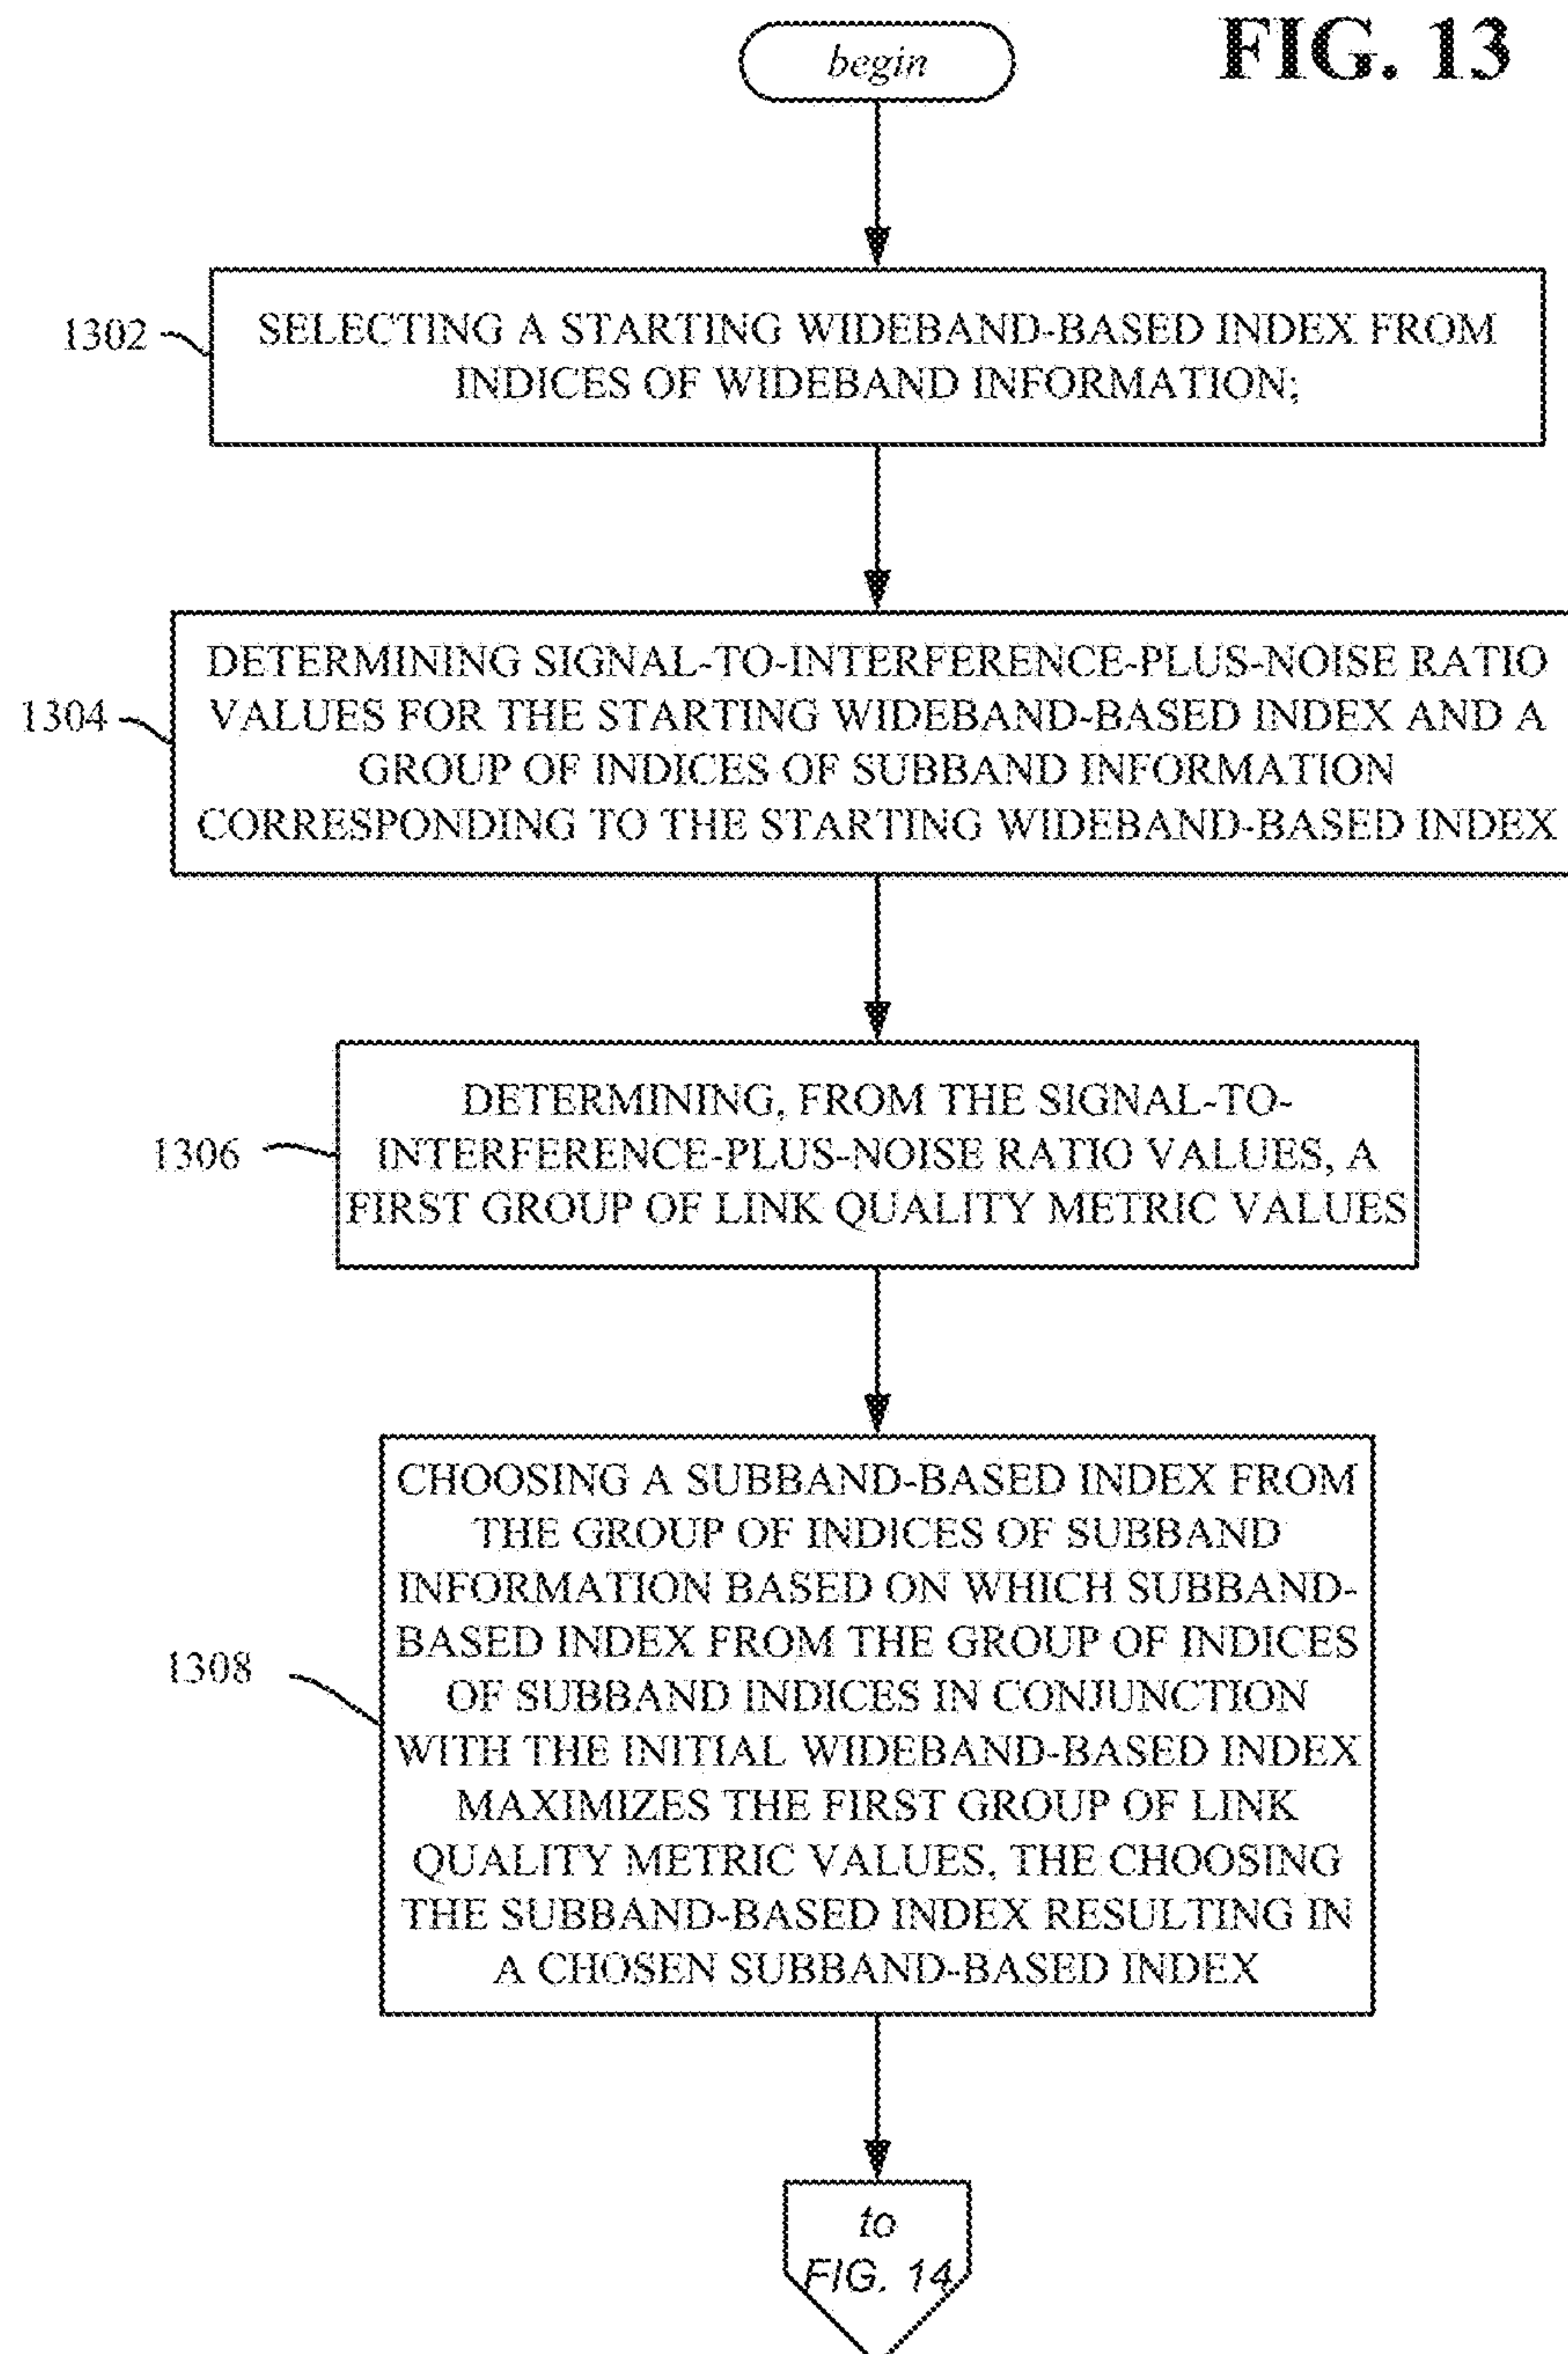 FIG. 13
begin
1302
SELECTING A STARTING WIDEBAND-BASED INDEX FROM
INDICES OF WIDEBAND INFORMATION;
1304
DETERMINING SIGNAL-TO-INTERFERENCE-PLUS-NOISE RATIO
VALUES FOR THE STARTING WIDEBAND-BASED INDEX AND A
GROUP OF INDICES OF SUBBAND INFORMATION
CORRESPONDING TO THE STARTING WIDEBAND-BASED INDEX
1306
DETERMINING, FROM THE SIGNAL-TO-
INTERFERENCE-PLUS-NOISE RATIO VALUES, A
FIRST GROUP OF LINK QUALITY METRIC VALUES
1308
CHOOSING A SUBBAND-BASED INDEX FROM
THE GROUP OF INDICES OF SUBBAND
INFORMATION BASED ON WHICH SUBBAND-
BASED INDEX FROM THE GROUP OF INDICES
OF SUBBAND INDICES IN CONJUNCTION
WITH THE INITIAL WIDEBAND-BASED INDEX
MAXIMIZES THE FIRST GROUP OF LINK
QUALITY METRIC VALUES, THE CHOOSING
THE SUBBAND-BASED INDEX RESULTING IN
A CHOSEN SUBBAND-BASED INDEX
to
FIG. 14